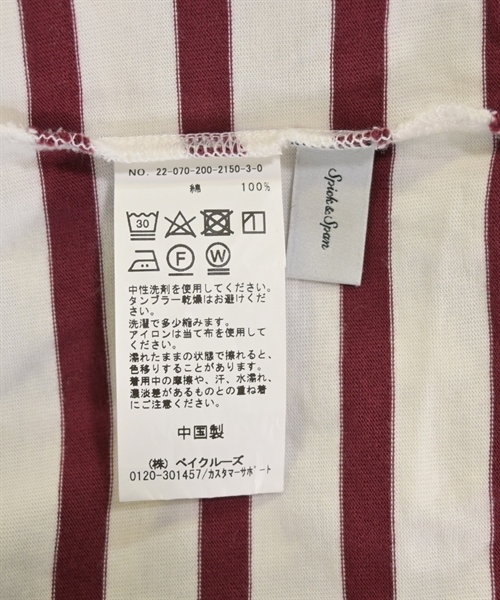 NO. 22-070-200-2150-3-0
綿 100%
30
F W
中性洗剤を使用してください。
タンブラー乾燥はお避けくださ
い。
洗濯で多少縮みます。
アイロンは当て布を使用して
ください。
濡れたままの状態で擦れると、
色移りすることがあります。
着用中の摩擦や、汗、水濡れ、
濃淡差があるものとの重ね着
にご注意ください。
中国製
(株) ベイクルーズ
0120-301457/カスタマーサポート
Spick & Span